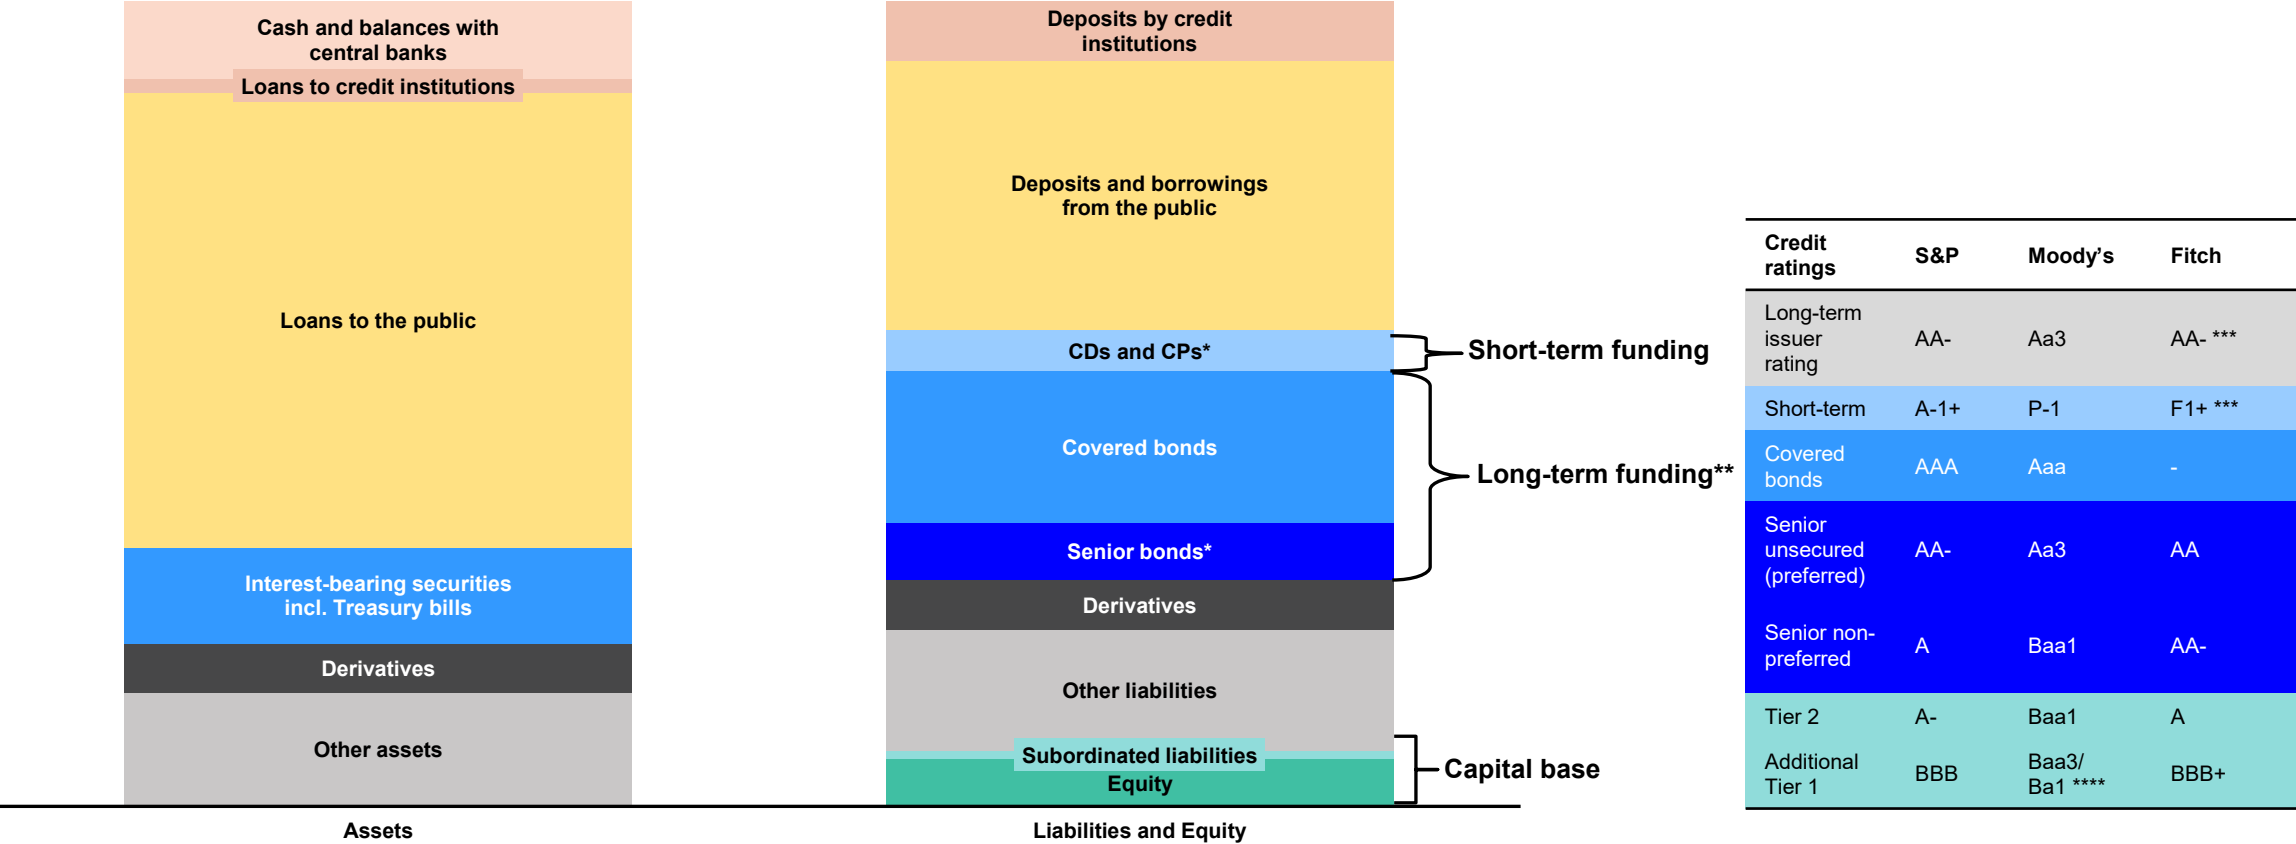 Cash and balances with
central banks
Loans to credit institutions
Loans to the public
Interest-bearing securities
incl. Treasury bills
Derivatives
Other assets
Assets
Deposits by credit
institutions
Deposits and borrowings
from the public
CDs and CPs*
Covered bonds
Senior bonds*
Derivatives
Other liabilities
Subordinated liabilities
Equity
Liabilities and Equity
Short-term funding
Long-term funding**
Capital base
Credit
ratings
S&P
Moody’s
Fitch
Long-term
issuer
rating
AA-
Aa3
AA- ***
Short-term
A-1+
P-1
F1+ ***
Covered
bonds
AAA
Aaa
-
Senior
unsecured
(preferred)
AA-
Aa3
AA
Senior non-
preferred
A
Baa1
AA-
Tier 2
A-
Baa1
A
Additional
Tier 1
BBB
Baa3/
Ba1 ****
BBB+